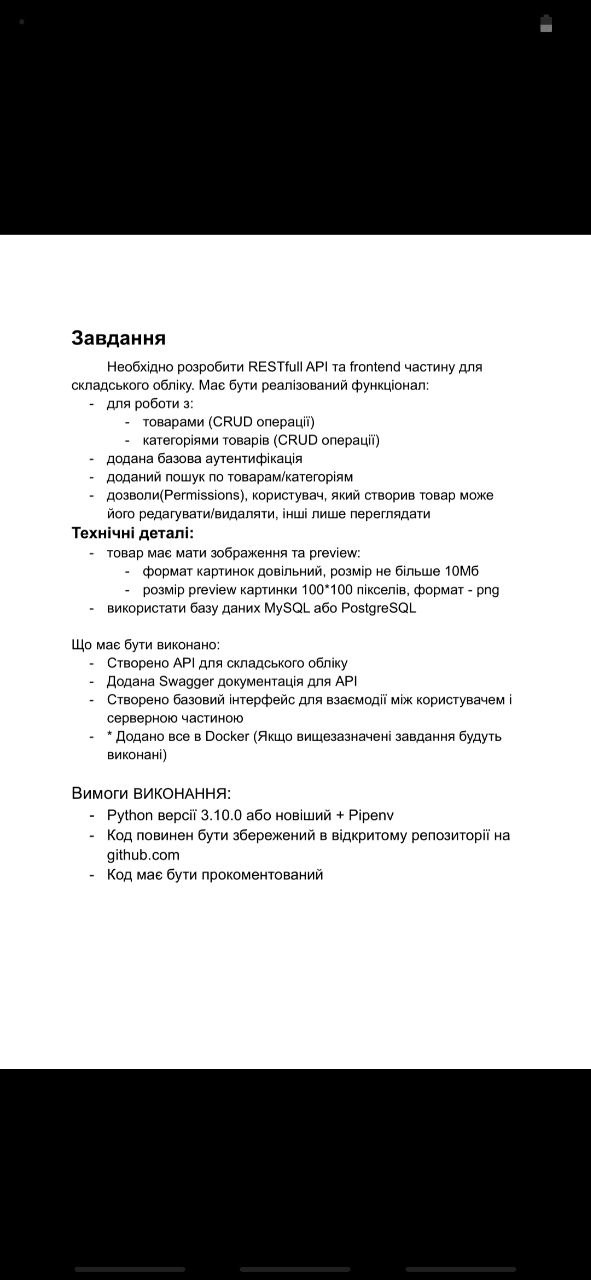 Завдання
Необхідно розробити RESTfull API та frontend частину для
складського обліку. Має бути реалізований функціонал:
- для роботи з:
- товарами (CRUD операції)
- категоріями товарів (CRUD операції)
- додана базова аутентифікація
- доданий пошук по товарам/категоріям
- дозволи(Permissions), користувач, який створив товар може
його редагувати/видаляти, інші лише переглядати
Технічні деталі:
- товар має мати зображення та preview:
- формат картинок довільний, розмір не більше 10Мб
- розмір preview картинки 100*100 пікселів, формат - png
- використати базу даних MySQL або PostgreSQL
Що має бути виконано:
- Створено API для складського обліку
- Додана Swagger документація для API
- Створено базовий інтерфейс для взаємодії між користувачем і
серверною частиною
- * Додано все в Docker (Якщо вищезазначені завдання будуть
виконані)
Вимоги ВИКОНАННЯ:
- Python версії 3.10.0 або новіший + Pipenv
- Код повинен бути збережений в відкритому репозиторії на
github.com
- Код має бути прокоментований